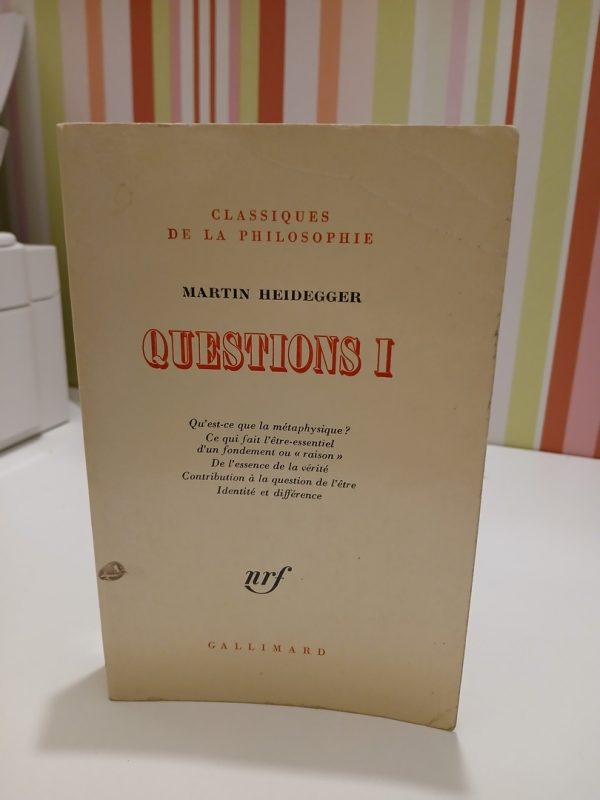 CLASSIQUES
DE LA PHILOSOPHIE
MARTIN HEIDEGGER
QUESTIONS I
Qu'est-ce que la métaphysique ?
Ce qui fait l'être-essentiel
d'un fondement ou « raison »
De l'essence de la vérité
Contribution à la question de l'être
Identité et différence
nrf
GALLIMARD